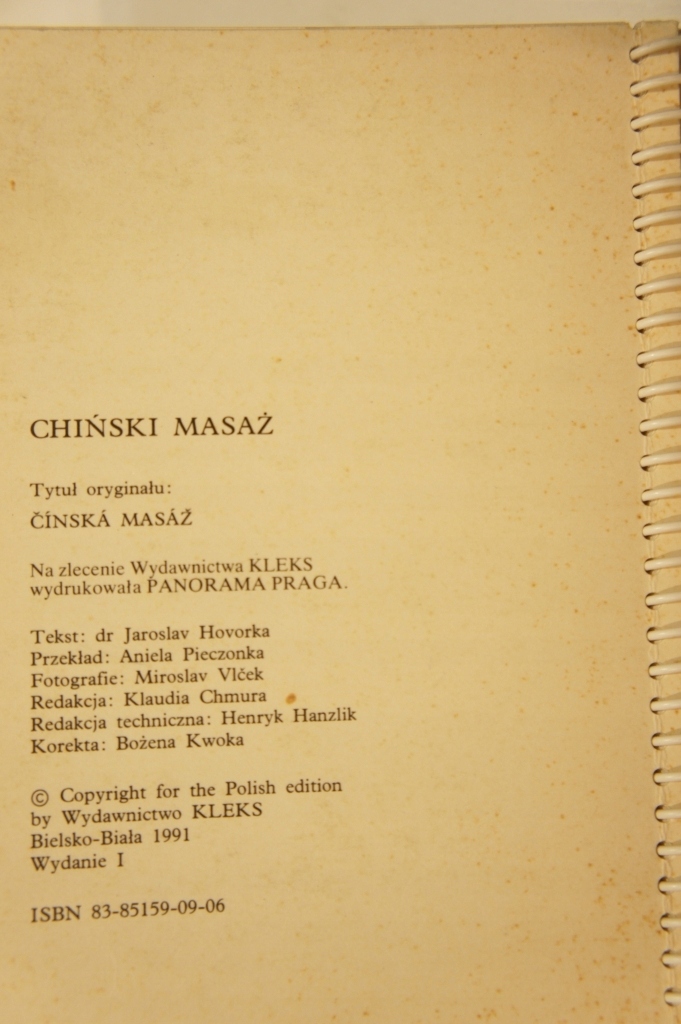 CHIŃSKI MASAŻ
Tytuł oryginału:
ČÍNSKÁ MASÁŽ
Na zlecenie Wydawnictwa KLEKS
wydrukowała PANORAMA PRAGA.
Tekst: dr Jaroslav Hovorka
Przekład: Aniela Pieczonka
Fotografie: Miroslav Vlček
Redakcja: Klaudia Chmura
Redakcja techniczna: Henryk Hanzlik
Korekta: Bożena Kwoka
© Copyright for the Polish edition
by Wydawnictwo KLEKS
Bielsko-Biała 1991
Wydanie I
ISBN 83-85159-09-06